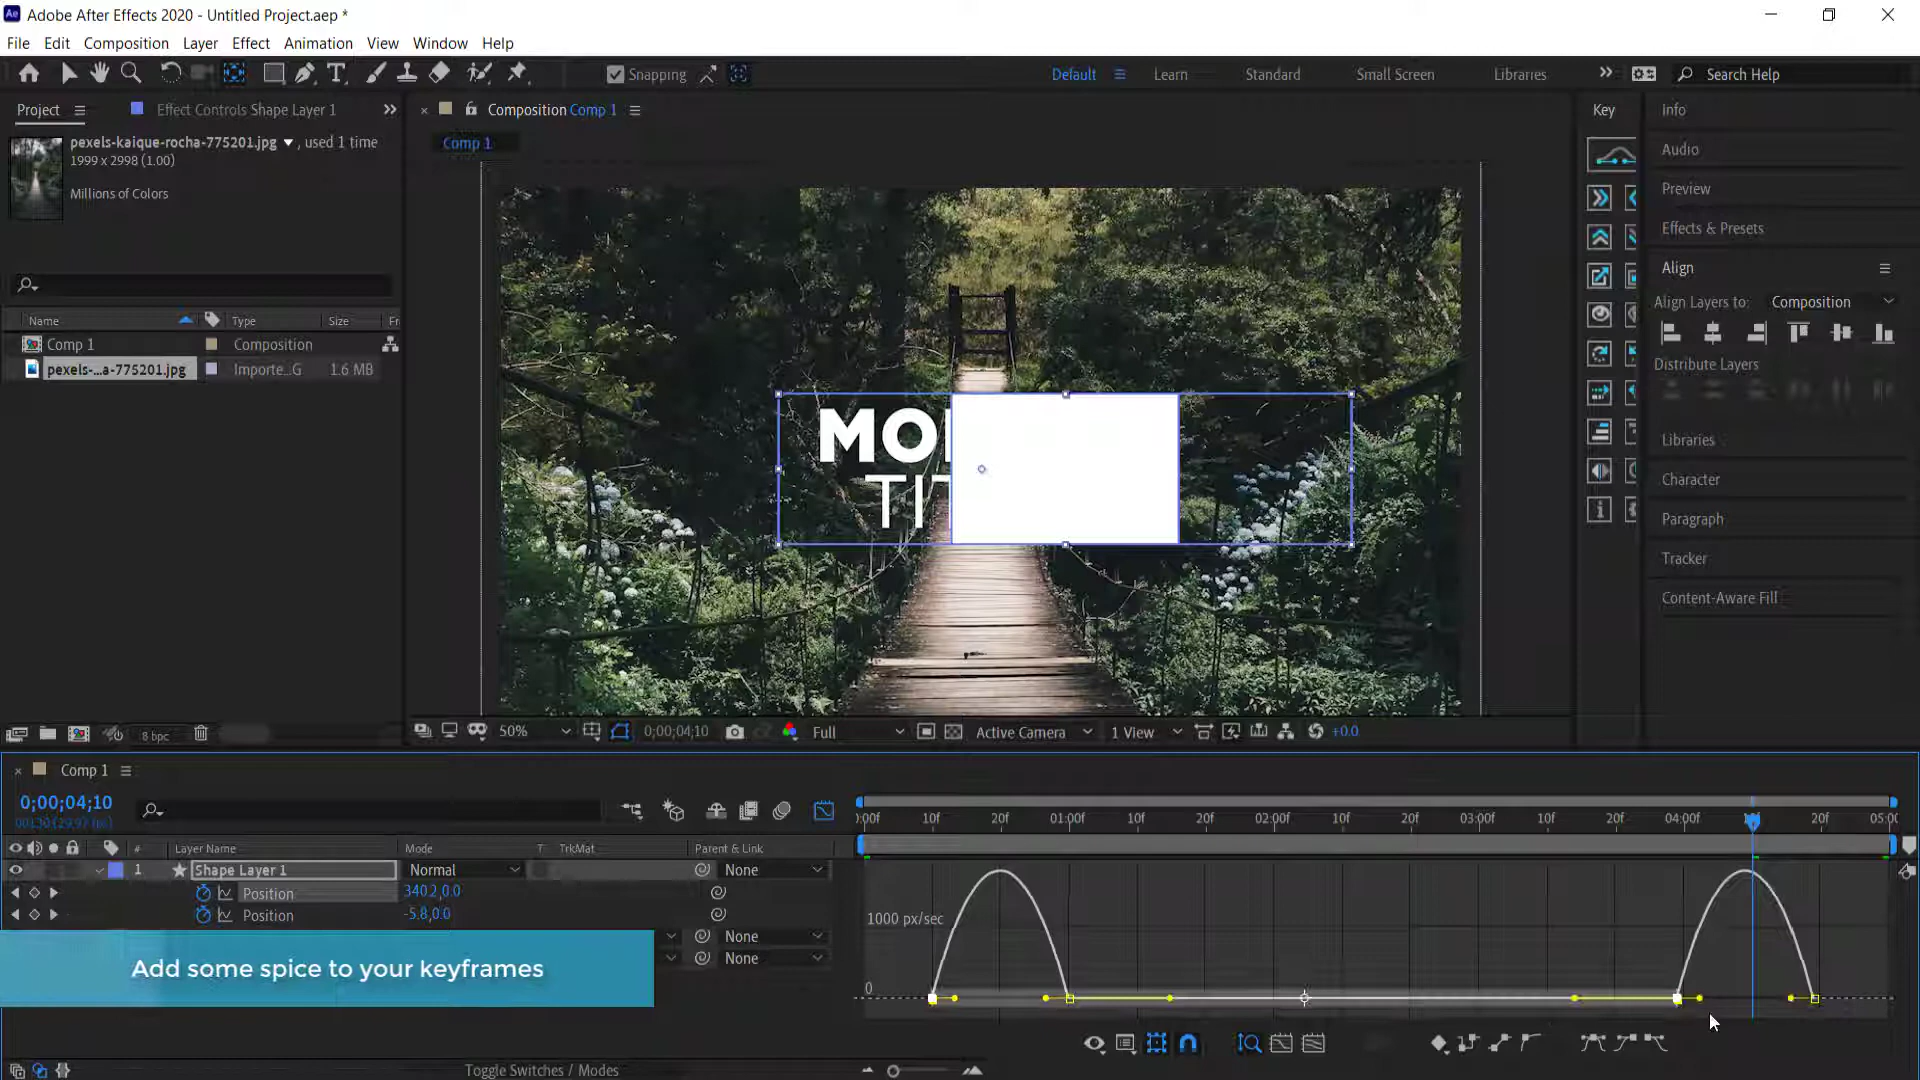 Adobe After Effects 2020 - Untitled Project.aep *
File Edit Composition Layer Effect Animation View Window Help
Snapping
Default Learn Standard Small Screen Libraries Search Help
Project Effect Controls Shape Layer 1
Composition Comp 1
Key
Info
pexels-kaique-rocha-775201.jpg , used 1 time
1999 x 2998 (1.00)
Millions of Colors
Comp 1
Audio
Preview
Effects & Presets
Align
Align Layers to: Composition
Distribute Layers
Libraries
Character
Paragraph
Tracker
Content-Aware Fill
Name Type Size Fr
Comp 1 Composition
pexels-...a-775201.jpg Importe...G 1.6 MB
MO
TIT
8 bpc
50% 0;00;04;10 Full Active Camera 1 View +0.0
Comp 1
0;00;04;10
:00f 10f 20f 01:00f 10f 20f 02:00f 10f 20f 03:00f 10f 20f 04:00f 20f 05:00
# Layer Name Mode T TrkMat Parent & Link
1 Shape Layer 1 Normal None
Position 340.2,0.0
Position -5.8,0.0
None
None
1000 px/sec
0
Add some spice to your keyframes
Toggle Switches / Modes